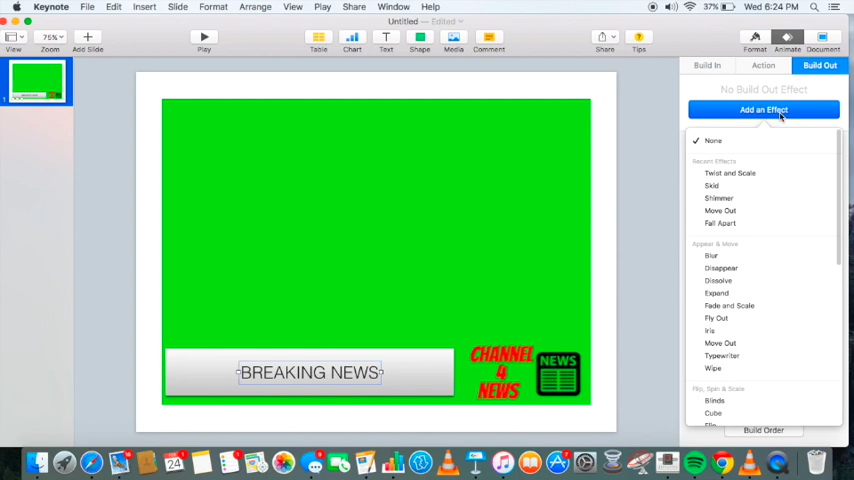 Keynote File Edit Insert Slide Format Arrange View Play Share Window Help
37% Wed 6:24 PM
Untitled — Edited
75%
View Zoom Add Slide Play Table Chart Text Shape Media Comment Share Tips Format Animate Document
Build In Action Build Out
No Build Out Effect
Add an Effect
None
Recent Effects
Twist and Scale
Skid
Shimmer
Move Out
Fall Apart
Appear & Move
Blur
Disappear
Dissolve
Expand
Fade and Scale
Fly Out
Iris
Move Out
Typewriter
Wipe
Flip, Spin & Scale
Blinds
Cube
Build Order
1
BREAKING NEWS
CHANNEL
4
NEWS
NEWS